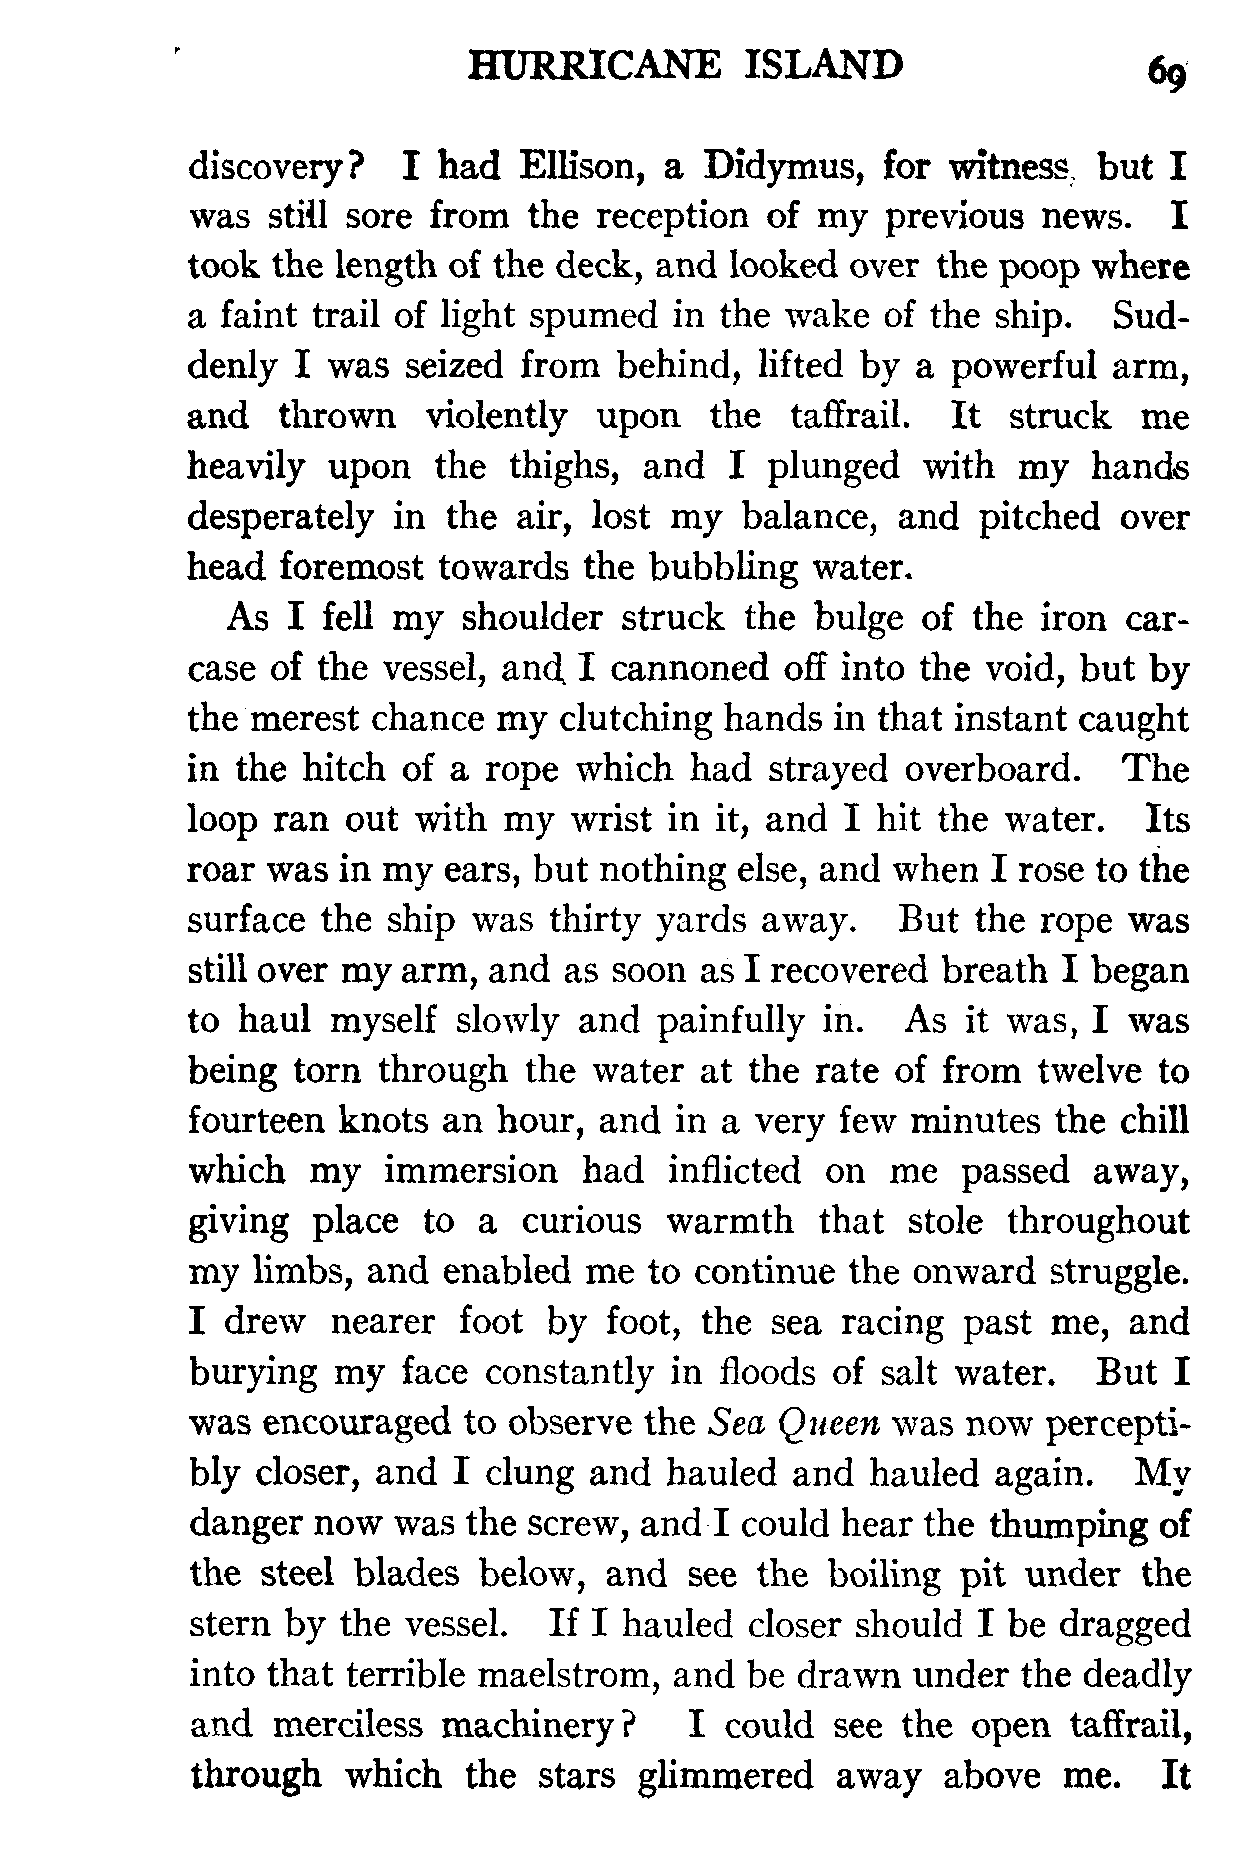 HURRICANE ISLAND 69
discovery? I had Ellison, a Didymus, for witness, but I
was still sore from the reception of my previous news. I
took the length of the deck, and looked over the poop where
a faint trail of light spumed in the wake of the ship. Sud-
denly I was seized from behind, lifted by a powerful arm,
and thrown violently upon the taffrail. It struck me
heavily upon the thighs, and I plunged with my hands
desperately in the air, lost my balance, and pitched over
head foremost towards the bubbling water.
As I fell my shoulder struck the bulge of the iron car-
case of the vessel, and I cannoned off into the void, but by
the merest chance my clutching hands in that instant caught
in the hitch of a rope which had strayed overboard. The
loop ran out with my wrist in it, and I hit the water. Its
roar was in my ears, but nothing else, and when I rose to the
surface the ship was thirty yards away. But the rope was
still over my arm, and as soon as I recovered breath I began
to haul myself slowly and painfully in. As it was, I was
being torn through the water at the rate of from twelve to
fourteen knots an hour, and in a very few minutes the chill
which my immersion had inflicted on me passed away,
giving place to a curious warmth that stole throughout
my limbs, and enabled me to continue the onward struggle.
I drew nearer foot by foot, the sea racing past me, and
burying my face constantly in floods of salt water. But I
was encouraged to observe the Sea Queen was now percepti-
bly closer, and I clung and hauled and hauled again. My
danger now was the screw, and I could hear the thumping of
the steel blades below, and see the boiling pit under the
stern by the vessel. If I hauled closer should I be dragged
into that terrible maelstrom, and be drawn under the deadly
and merciless machinery? I could see the open taffrail,
through which the stars glimmered away above me. It